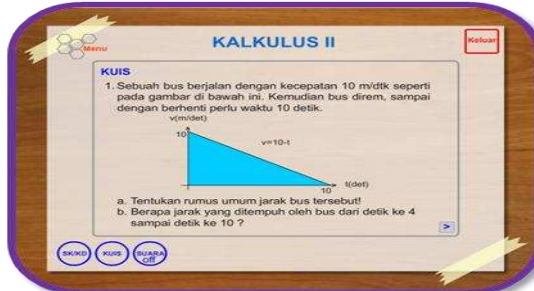 Menu
KALKULUS II
Keluar
KUIS
1. Sebuah bus berjalan dengan kecepatan 10 m/dtk seperti
pada gambar di bawah ini. Kemudian bus direm, sampai
dengan berhenti perlu waktu 10 detik.
v(m/det)
10
v=10-t
10
t(det)
a. Tentukan rumus umum jarak bus tersebut!
b. Berapa jarak yang ditempuh oleh bus dari detik ke 4
sampai detik ke 10 ?
>
SK/KD
KUIS
SUARA
off